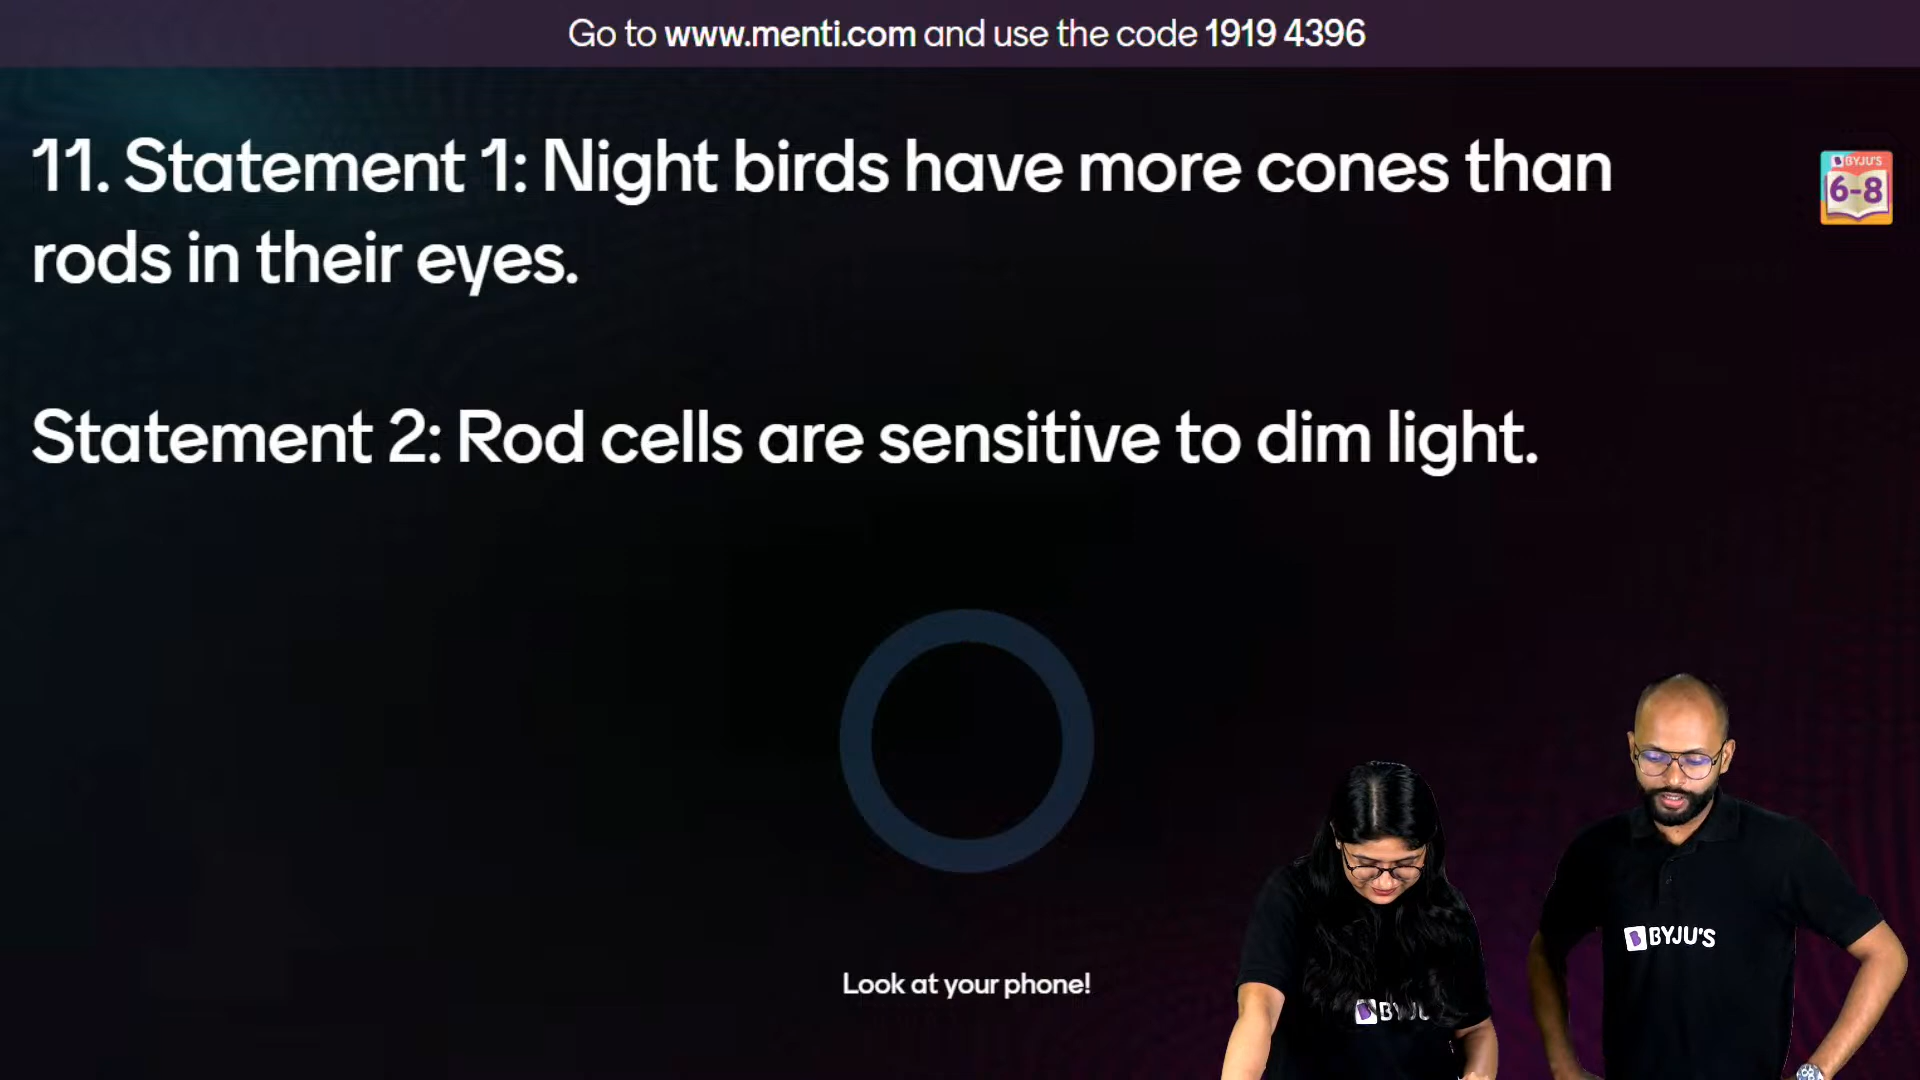 Go to www.menti.com and use the code 1919 4396
11. Statement 1: Night birds have more cones than
rods in their eyes.
BYJU'S
6-8
Statement 2: Rod cells are sensitive to dim light.
Look at your phone!
BYJU'S